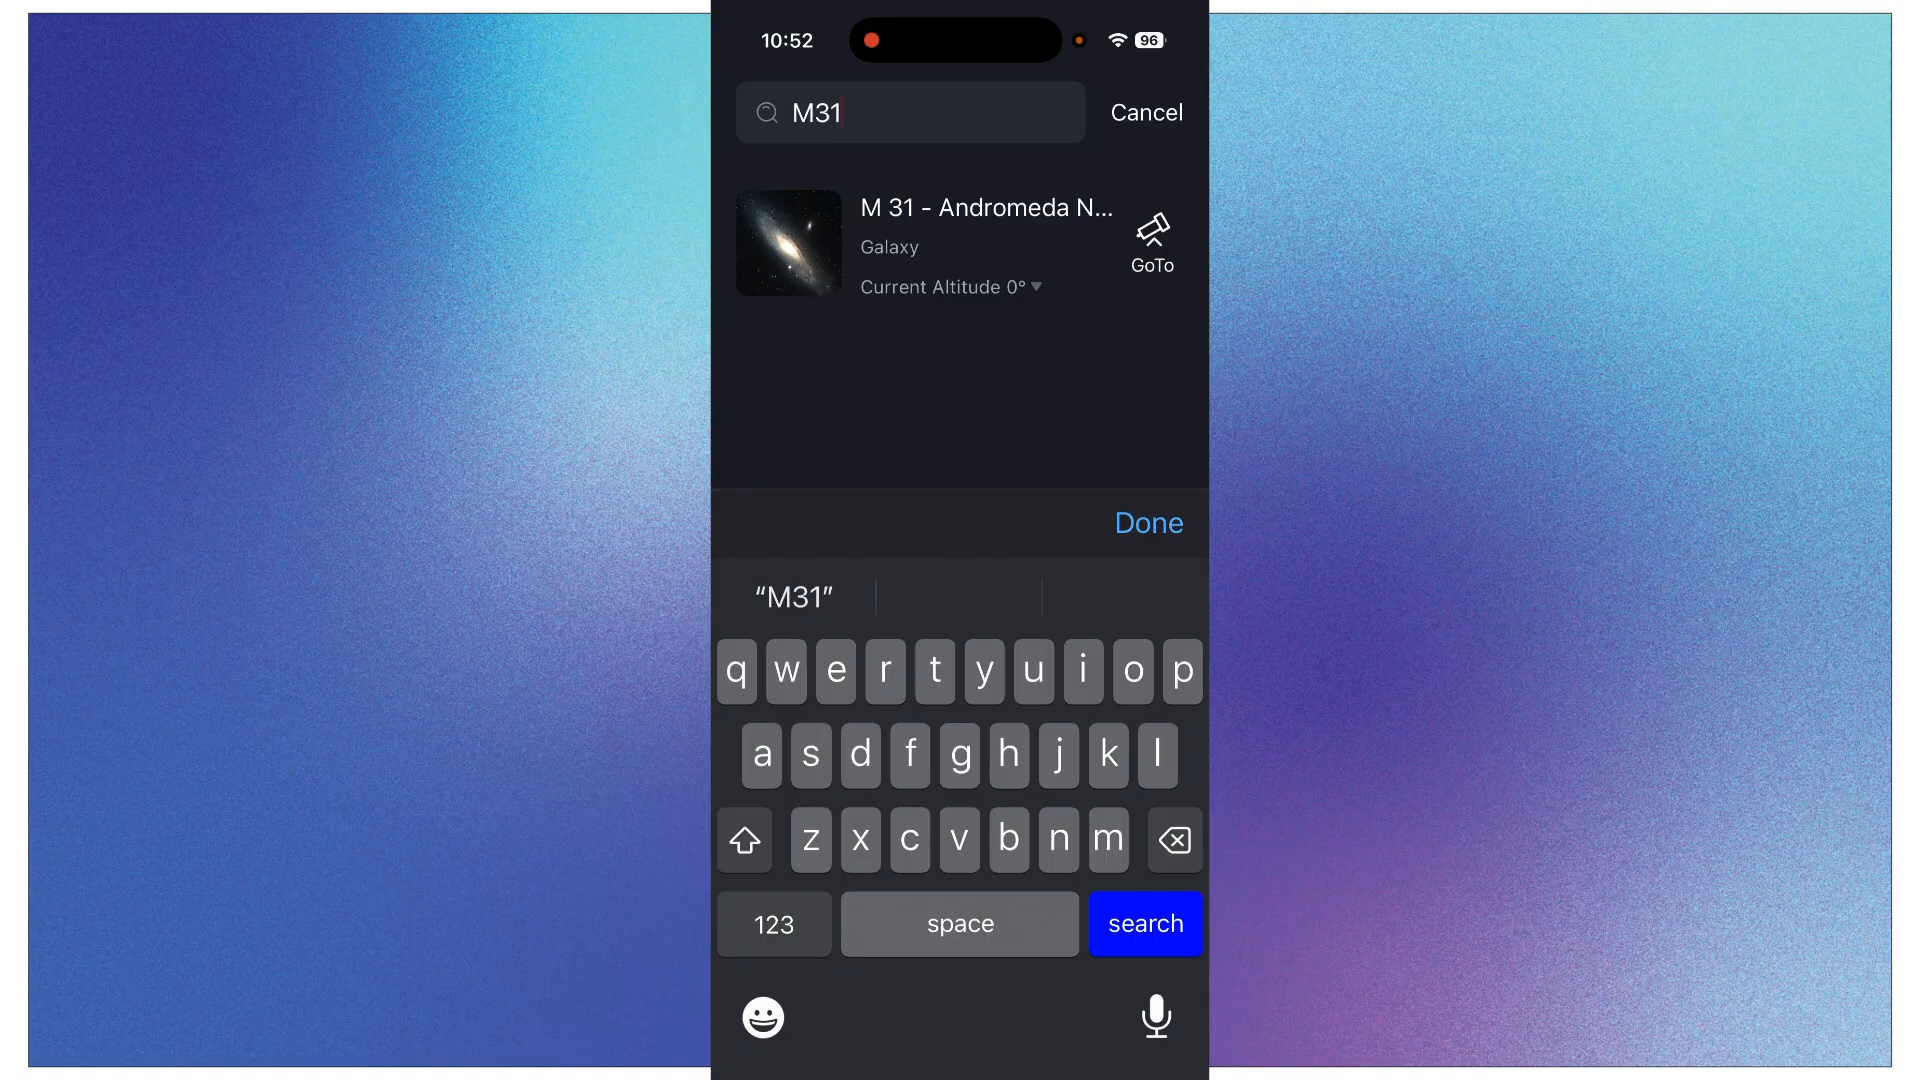 10:52
96
M31
Cancel
M 31 - Andromeda N...
Galaxy
GoTo
Current Altitude 0°
Done
“M31”
q w e r t y u i o p
a s d f g h j k l
z x c v b n m
123 space search